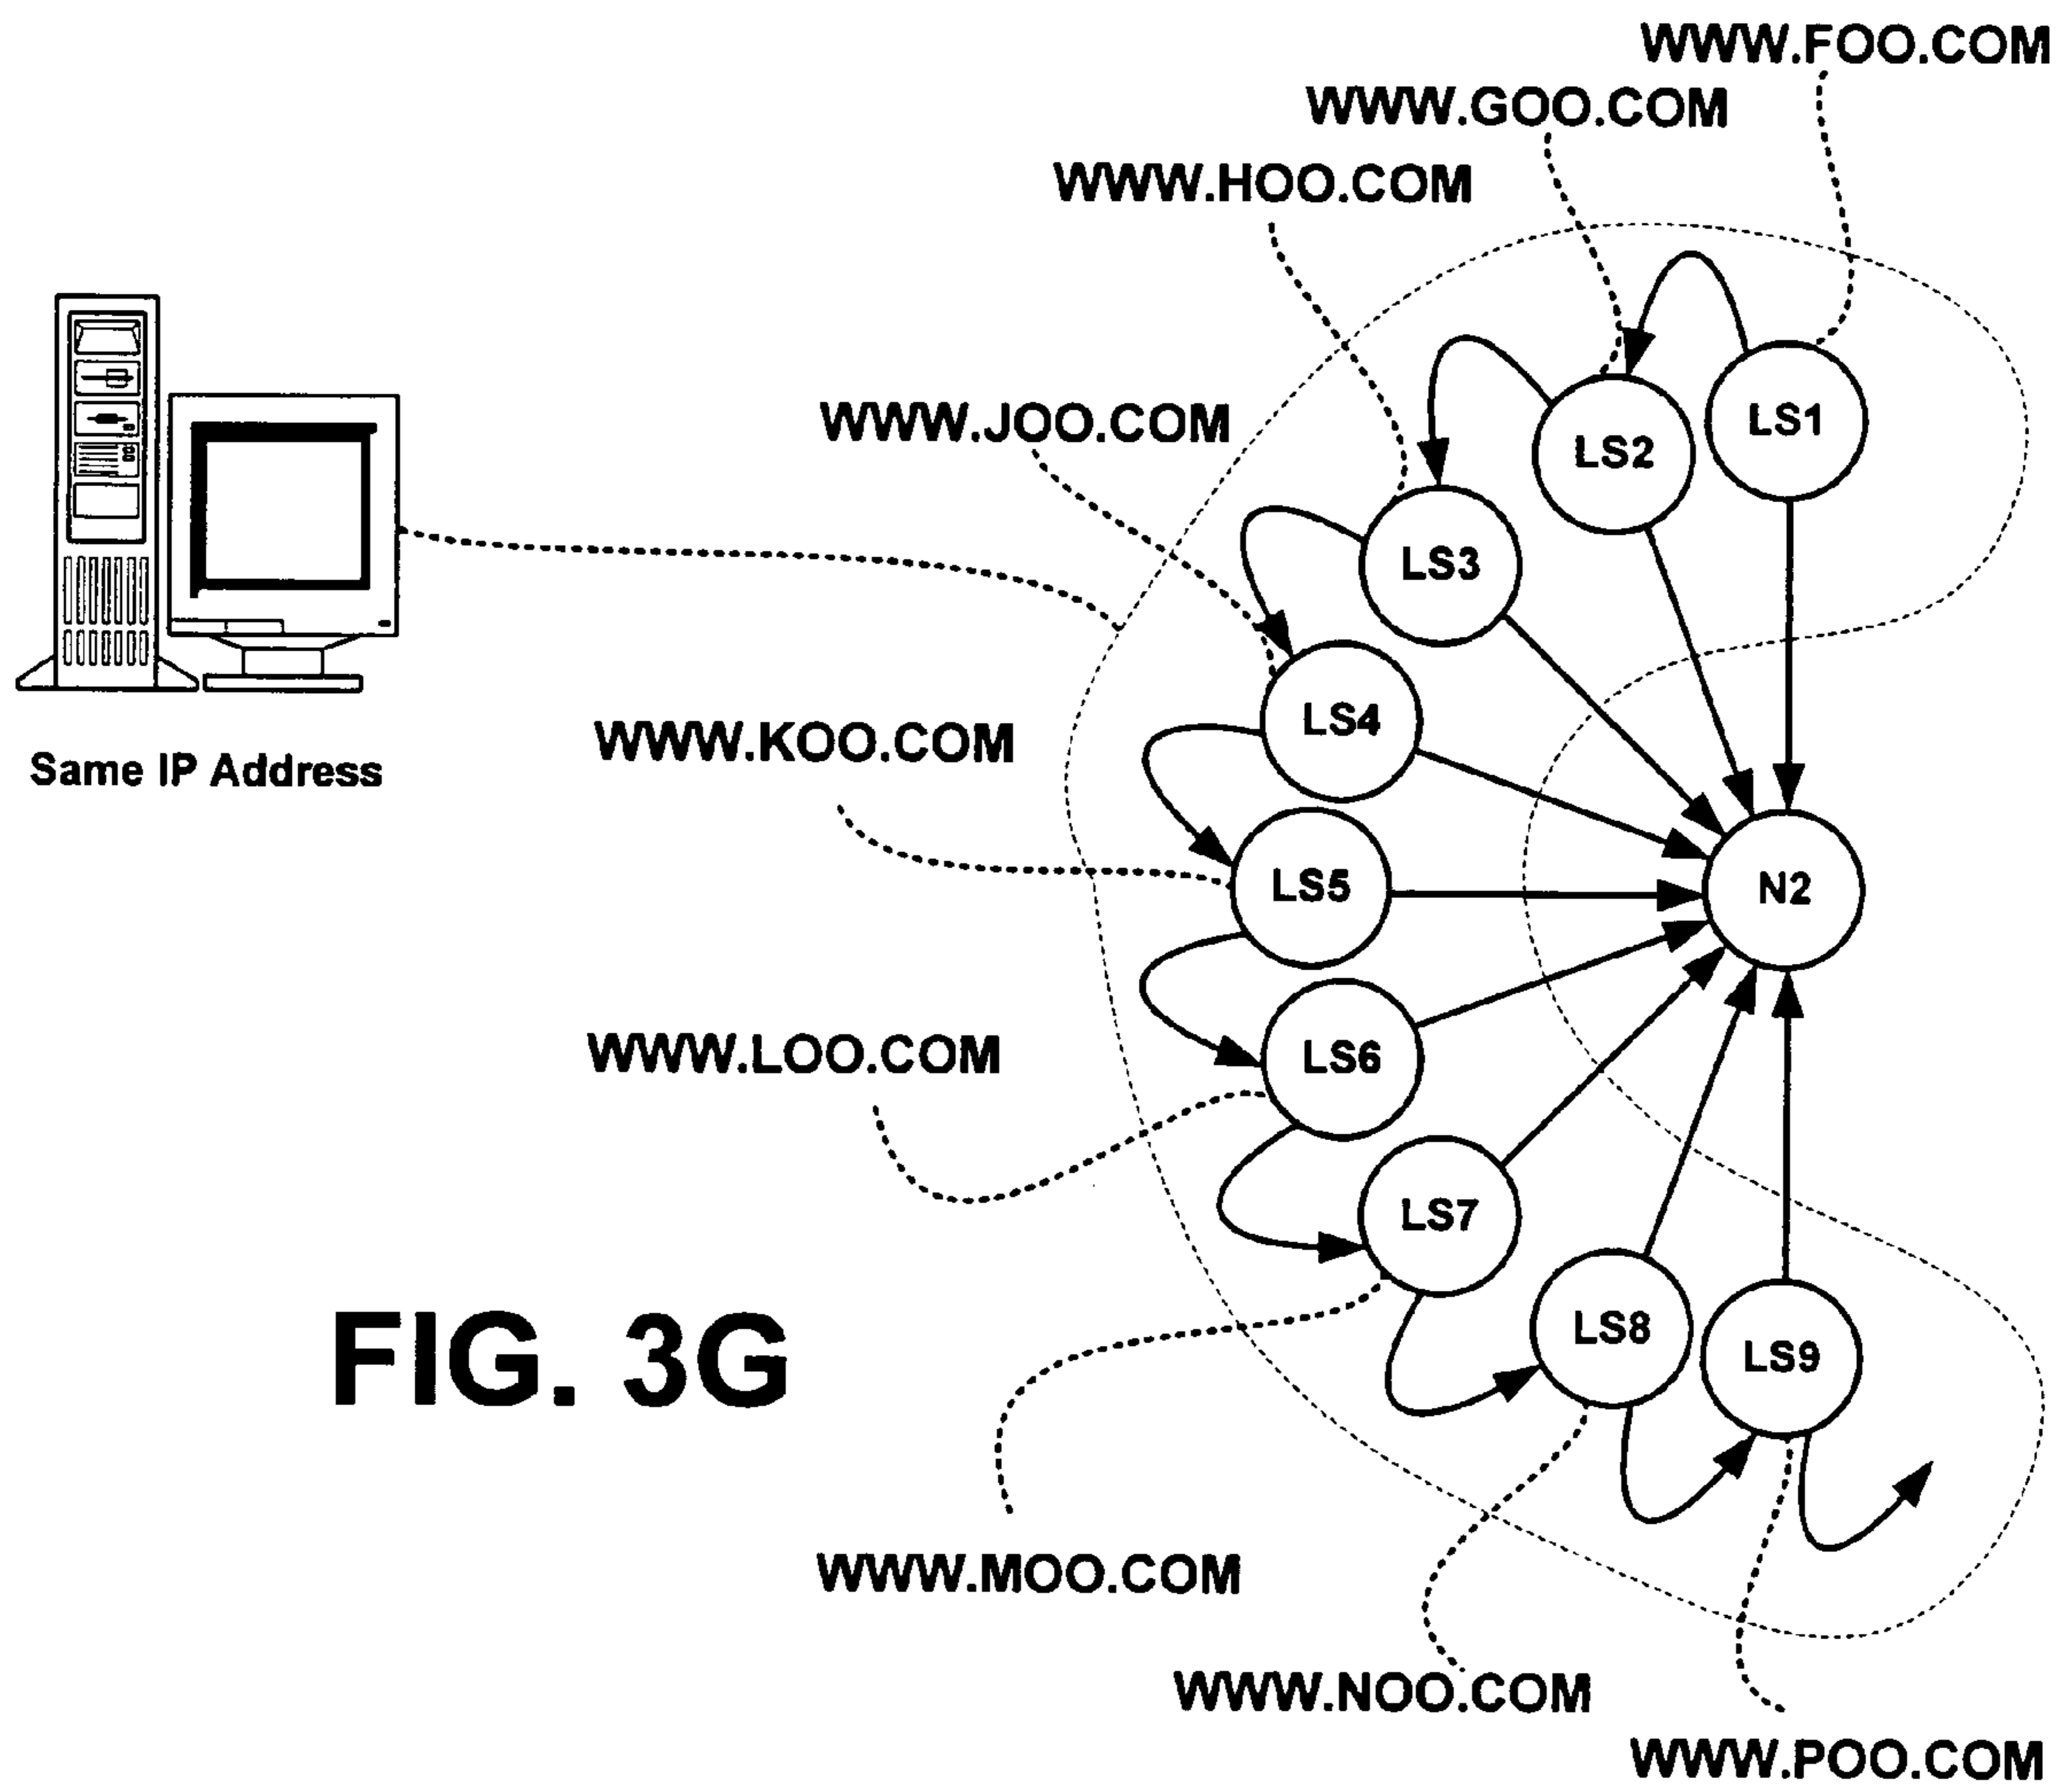 WWW.FOO.COM
WWW.GOO.COM
WWW.HOO.COM
WWW.JOO.COM
LS1
LS2
LS3
LS4
WWW.KOO.COM
Same IP Address
LS5
N2
WWW.LOO.COM
LS6
LS7
LS8
LS9
FIG. 3G
WWW.MOO.COM
WWW.NOO.COM
WWW.POO.COM